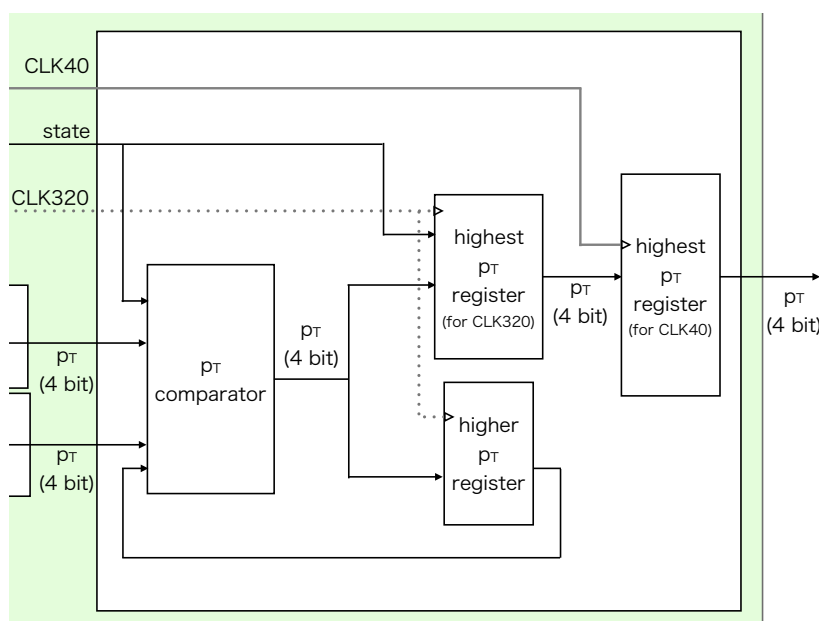 CLK40
state
CLK320
highest
pT
register
(for CLK320)
highest
pT
register
(for CLK40)
pT
(4 bit)
pT
(4 bit)
pT
(4 bit)
pT
comparator
pT
(4 bit)
higher
pT
register
pT
(4 bit)